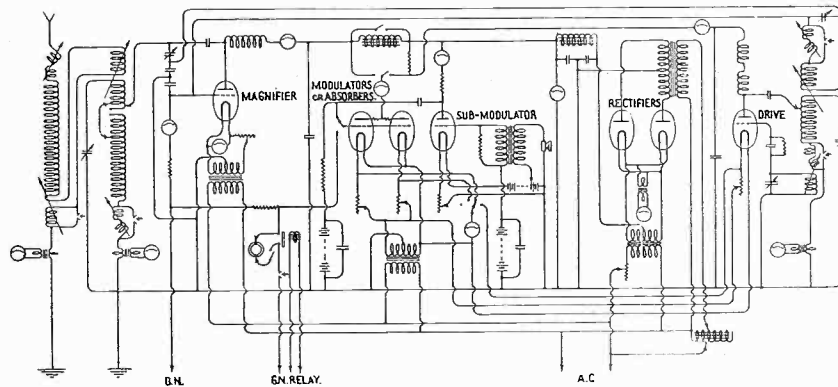 MAGNIFIER
MODULATORS
OR ABSORBERS.
SUB-MODULATOR
RECTIFIERS
DRIVE
G.N.
G.N. RELAY.
A.C